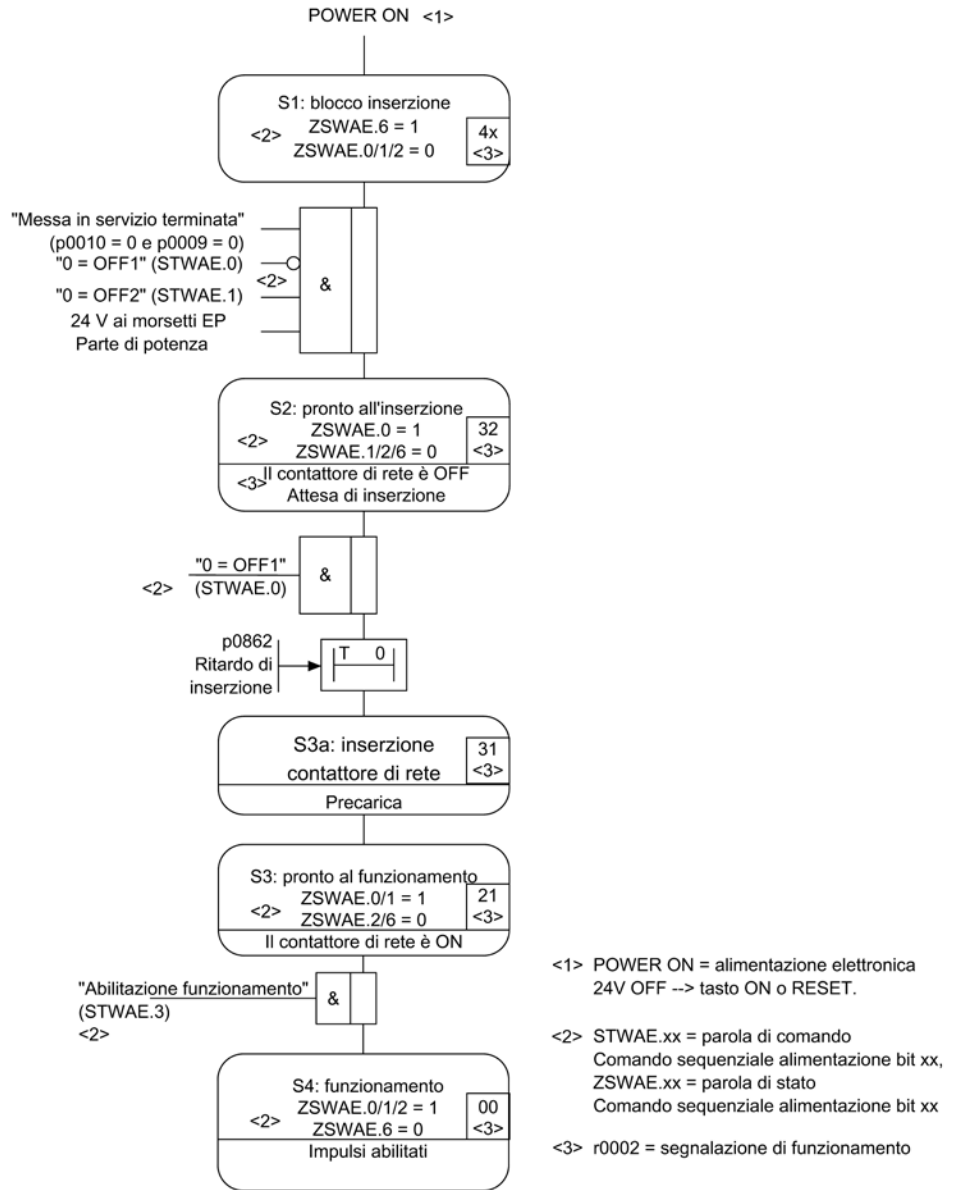 POWER ON <1>
S1: blocco inserzione
<2> ZSWAE.6 = 1
ZSWAE.0/1/2 = 0
4x
<3>
"Messa in servizio terminata"
(p0010 = 0 e p0009 = 0)
"0 = OFF1" (STWAE.0)
<2>
"0 = OFF2" (STWAE.1)
24 V ai morsetti EP
Parte di potenza
&
S2: pronto all'inserzione
ZSWAE.0 = 1
<2>
ZSWAE.1/2/6 = 0
32
<3>
Il contattore di rete è OFF
<3>
Attesa di inserzione
"0 = OFF1"
<2> (STWAE.0)
&
p0862
Ritardo di
inserzione
T 0
S3a: inserzione
contattore di rete
31
<3>
Precarica
S3: pronto al funzionamento
ZSWAE.0/1 = 1
<2>
ZSWAE.2/6 = 0
21
<3>
Il contattore di rete è ON
"Abilitazione funzionamento"
(STWAE.3)
<2>
&
S4: funzionamento
ZSWAE.0/1/2 = 1
<2>
ZSWAE.6 = 0
00
<3>
Impulsi abilitati
<1> POWER ON = alimentazione elettronica
24V OFF --> tasto ON o RESET.
<2> STWAE.xx = parola di comando
Comando sequenziale alimentazione bit xx,
ZSWAE.xx = parola di stato
Comando sequenziale alimentazione bit xx
<3> r0002 = segnalazione di funzionamento